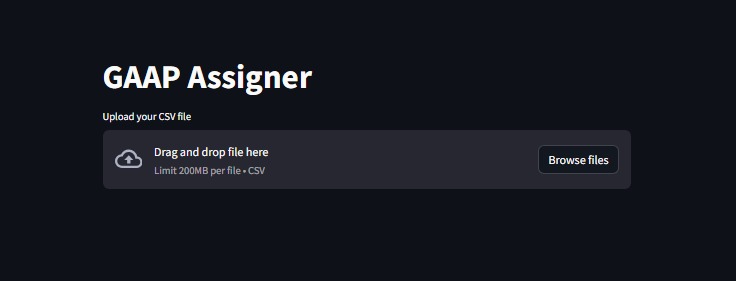 GAAP Assigner
Upload your CSV file
Drag and drop file here
Limit 200MB per file • CSV
Browse files